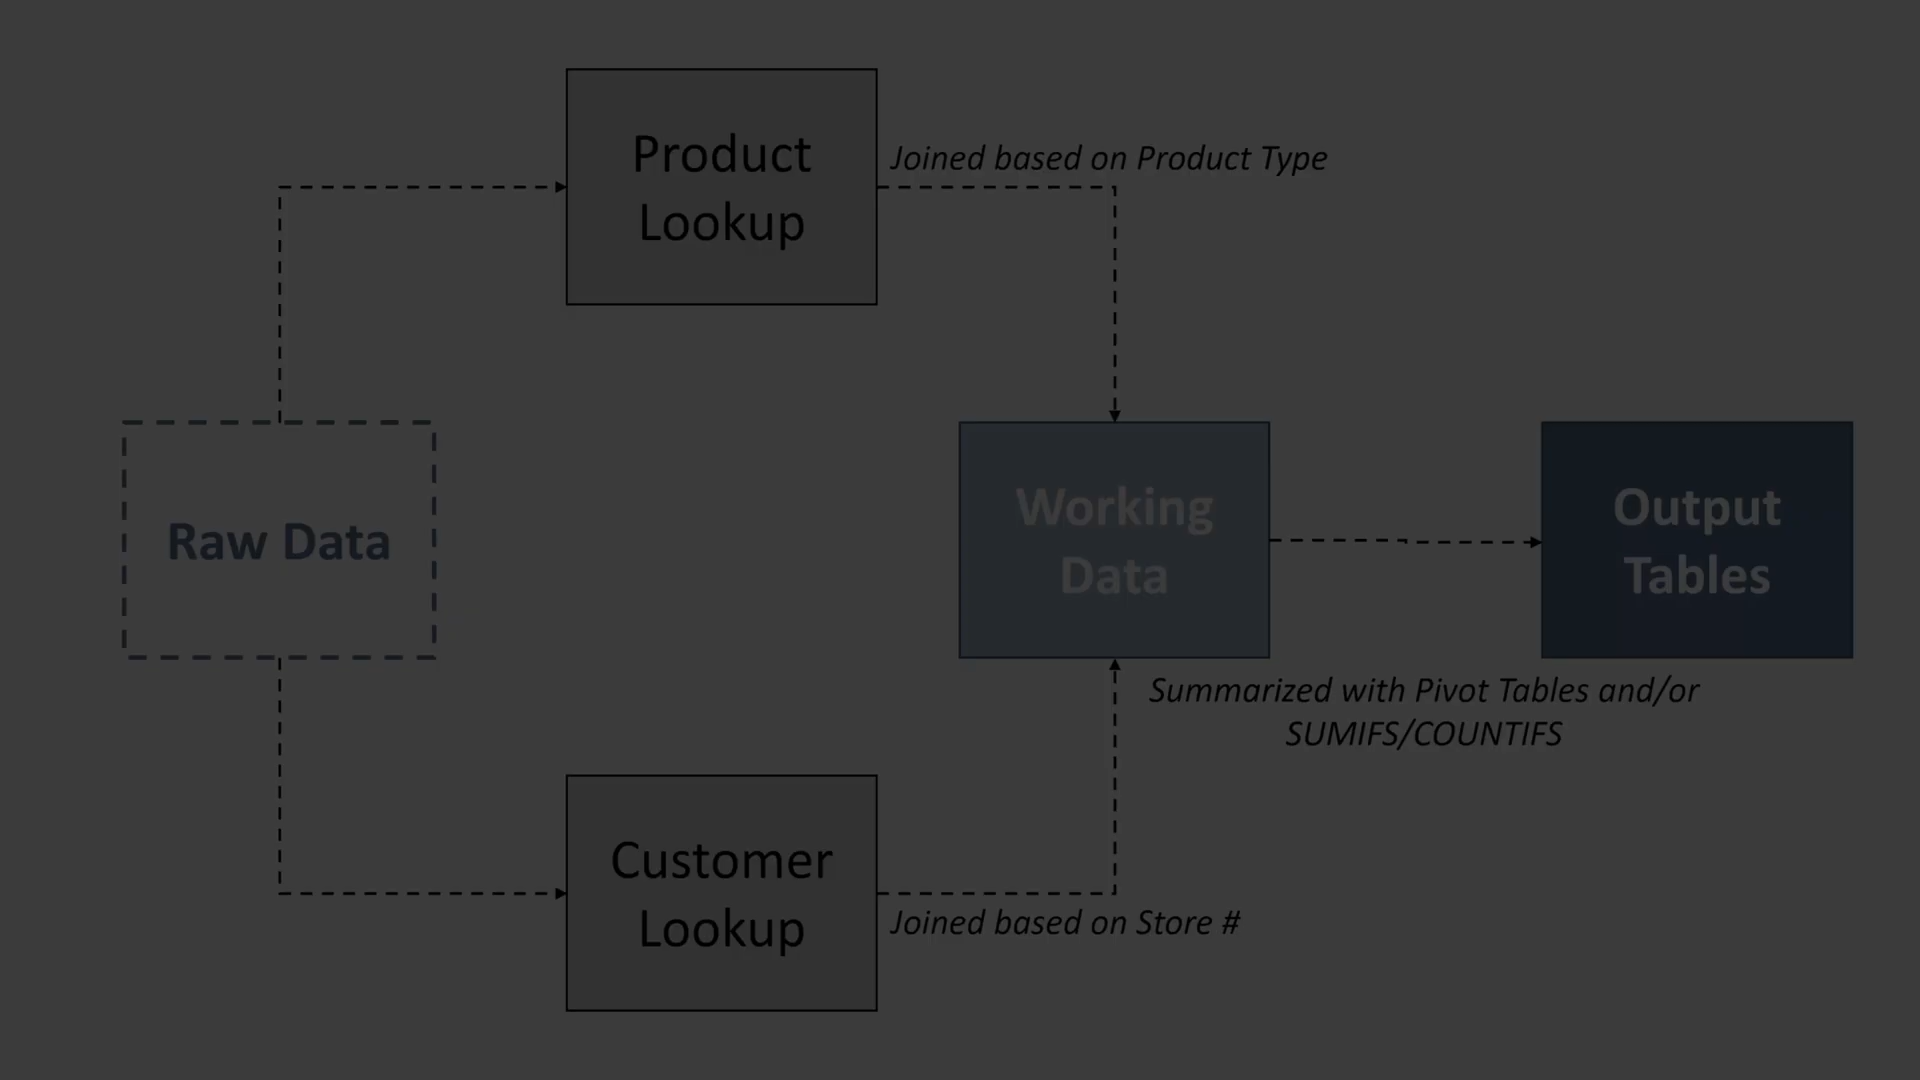 Product
Lookup
Joined based on Product Type
Raw Data
Working
Data
Output
Tables
Summarized with Pivot Tables and/or
SUMIFS/COUNTIFS
Customer
Lookup
Joined based on Store #